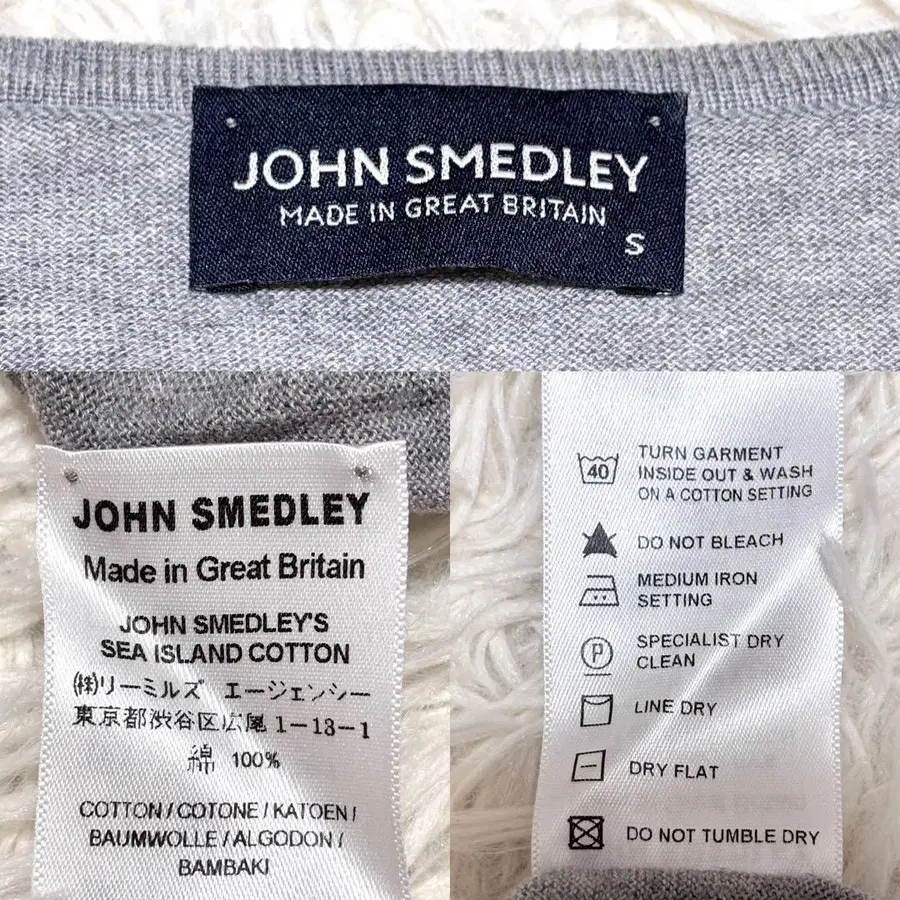 JOHN SMEDLEY
MADE IN GREAT BRITAIN
S
JOHN SMEDLEY
Made in Great Britain
JOHN SMEDLEY'S
SEA ISLAND COTTON
(株)リーミルズ エージェンシー
東京都渋谷区広尾1-13-1
綿 100%
COTTON / COTONE / KATOEN /
BAUMWOLLE / ALGODON /
BAMBAKI
40
TURN GARMENT
INSIDE OUT & WASH
ON A COTTON SETTING
DO NOT BLEACH
MEDIUM IRON
SETTING
P
SPECIALIST DRY
CLEAN
LINE DRY
DRY FLAT
DO NOT TUMBLE DRY